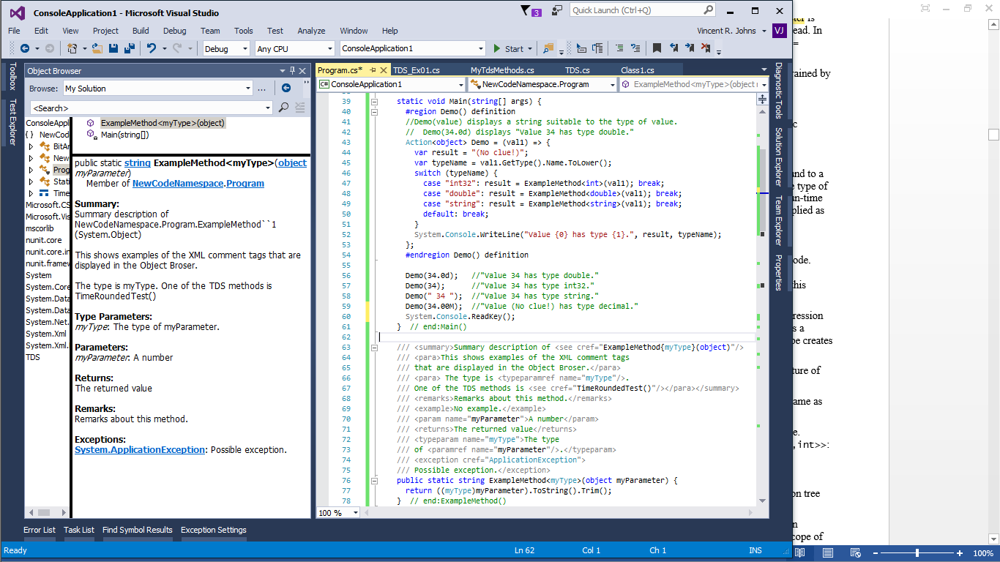 ConsoleApplication1 - Microsoft Visual Studio
3
Quick Launch (Ctrl+Q)
File Edit View Project Build Debug Team Tools Test Analyze Window Help
Vincent R. Johns VJ
Debug Any CPU ConsoleApplication1 Start
Toolbox
Test Explorer
Object Browser
Browse: My Solution ...
<Search>
ConsoleAppl
{ } NewCod
BitAr
New
Prog
Stati
Time
Microsoft.CS
Microsoft.Vis
mscorlib
nunit.core
nunit.core.in
nunit.framew
System
System.Core
System.Data
System.Data
System.Net.
System.Xml
System.Xml.
TDS
ExampleMethod<myType>(object)
Main(string[])
public static string ExampleMethod<myType>(object
myParameter)
Member of NewCodeNamespace.Program
Summary:
Summary description of
NewCodeNamespace.Program.ExampleMethod``1
(System.Object)
This shows examples of the XML comment tags that are
displayed in the Object Broser.
The type is myType. One of the TDS methods is
TimeRoundedTest()
Type Parameters:
myType: The type of myParameter.
Parameters:
myParameter: A number
Returns:
The returned value
Remarks:
Remarks about this method.
Exceptions:
System.ApplicationException: Possible exception.
Program.cs* TDS_Ex01.cs MyTdsMethods.cs TDS.cs Class1.cs
C# ConsoleApplication1 NewCodeNamespace.Program ExampleMethod<myType>(object
39 static void Main(string[] args) {
40 #region Demo() definition
41 //Demo(value) displays a string suitable to the type of value.
42 // Demo(34.0d) displays "Value 34 has type double."
43 Action<object> Demo = (val1) => {
44 var result = "(No clue!)";
45 var typeName = val1.GetType().Name.ToLower();
46 switch (typeName) {
47 case "int32": result = ExampleMethod<int>(val1); break;
48 case "double": result = ExampleMethod<double>(val1); break;
49 case "string": result = ExampleMethod<string>(val1); break;
50 default: break;
51 }
52 System.Console.WriteLine("Value {0} has type {1}.", result, typeName);
53 };
54 #endregion Demo() definition
55
56 Demo(34.0d); //"Value 34 has type double."
57 Demo(34); //"Value 34 has type int32."
58 Demo(" 34 "); //"Value 34 has type string."
59 Demo(34.00M); //"Value (No clue!) has type decimal."
60 System.Console.ReadKey();
61 } // end:Main()
62
63 /// <summary>Summary description of <see cref="ExampleMethod{myType}(object)"/>
64 /// <para>This shows examples of the XML comment tags
65 /// that are displayed in the Object Broser.</para>
66 /// <para> The type is <typeparamref name="myType"/>.
67 /// One of the TDS methods is <see cref="TimeRoundedTest()"/></para></summary>
68 /// <remarks>Remarks about this method.</remarks>
69 /// <example>No example.</example>
70 /// <param name="myParameter">A number</param>
71 /// <returns>The returned value</returns>
72 /// <typeparam name="myType">The type
73 /// of <paramref name="myParameter"/>.</typeparam>
74 /// <exception cref="ApplicationException">
75 /// Possible exception.</exception>
76 public static string ExampleMethod<myType>(object myParameter) {
77 return ((myType)myParameter).ToString().Trim();
78 } // end:ExampleMethod()
100 %
Diagnostic Tools
Solution Explorer
Team Explorer
Properties
Error List Task List Find Symbol Results Exception Settings
Ready Ln 62 Col 1 Ch 1 INS
ead. In
=
ained by
c
und to a
type of
n-time
plied as
ode.
his
ression
s a
be creates
ture of
ame as
e.
,int>>:
on tree
n
cope of
100%